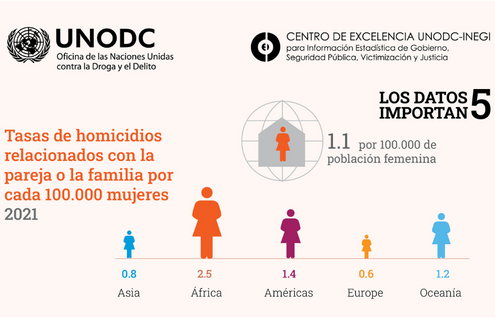 UNODC
Oficina de las Naciones Unidas
contra la Droga y el Delito
CENTRO DE EXCELENCIA UNODC-INEGI
para Información Estadística de Gobierno,
Seguridad Pública, Victimización y Justicia
LOS DATOS
IMPORTAN 5
Tasas de homicidios
relacionados con la
pareja o la familia por
cada 100.000 mujeres
2021
1.1 por 100.000 de
población femenina
0.8 2.5 1.4 0.6 1.2
Asia África Américas Europe Oceanía